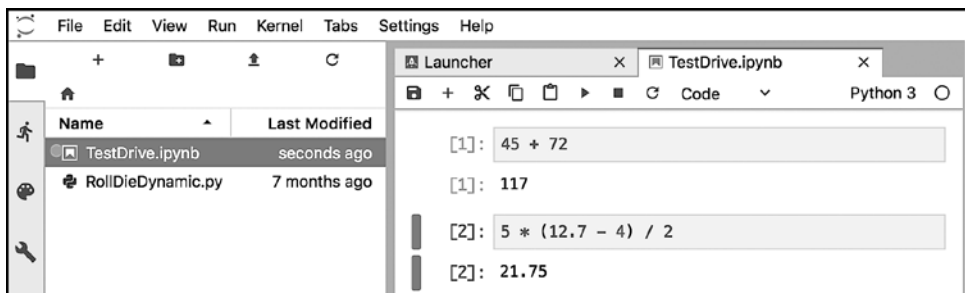 File Edit View Run Kernel Tabs Settings Help
Launcher
TestDrive.ipynb
Code
Python 3
Name
Last Modified
TestDrive.ipynb seconds ago
RollDieDynamic.py 7 months ago
[1]: 45 + 72
[1]: 117
[2]: 5 * (12.7 - 4) / 2
[2]: 21.75